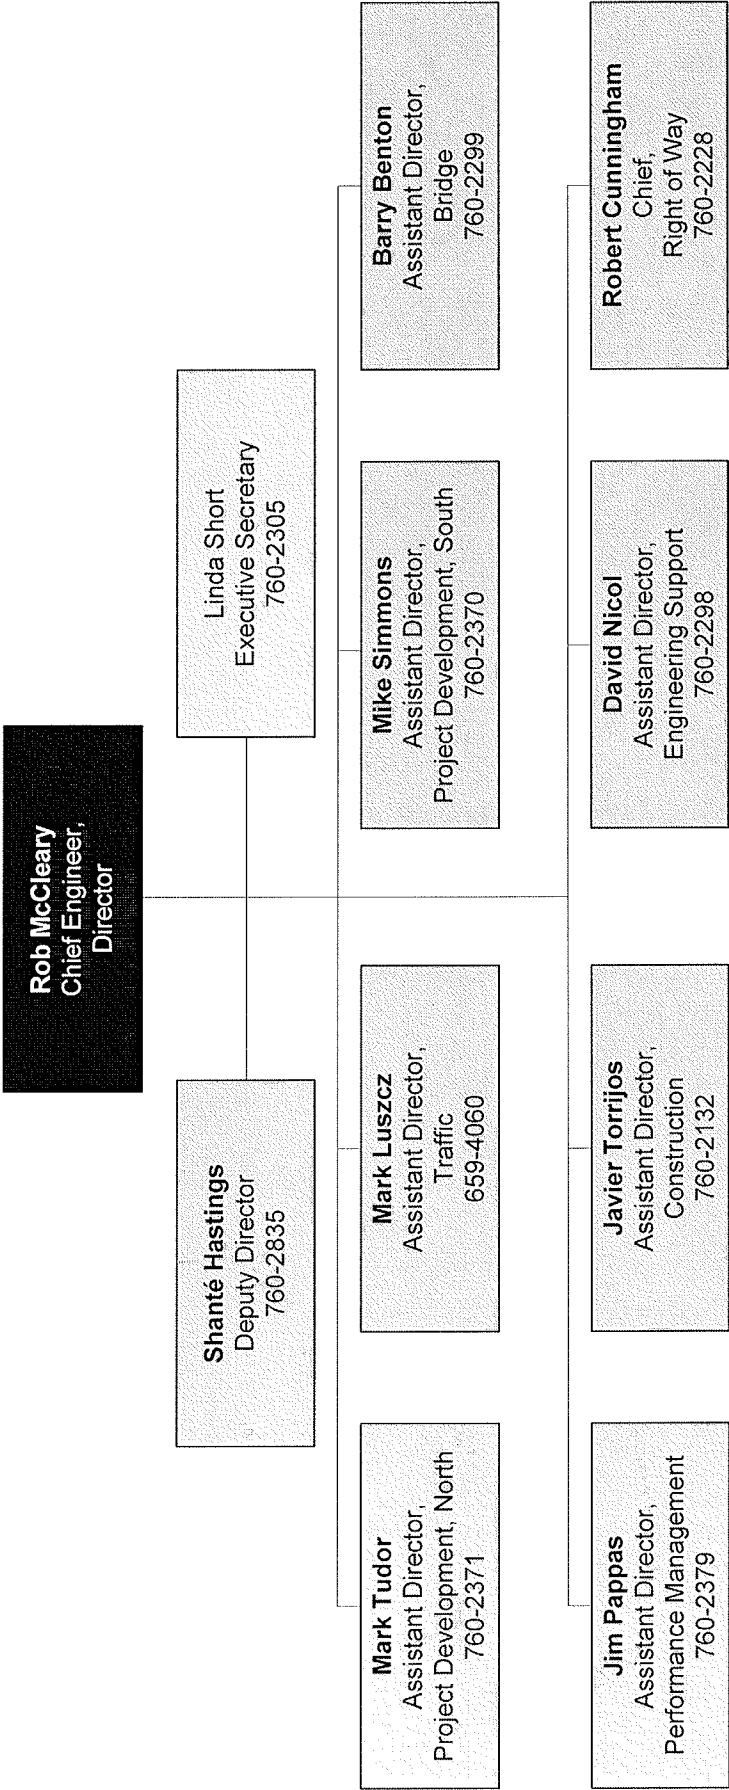 Rob McCleary
Chief Engineer,
Director
Shanté Hastings
Deputy Director
760-2835
Linda Short
Executive Secretary
760-2305
Mark Tudor
Assistant Director,
Project Development, North
760-2371
Mark Luszcz
Assistant Director,
Traffic
659-4060
Mike Simmons
Assistant Director,
Project Development, South
760-2370
Barry Benton
Assistant Director,
Bridge
760-2299
Jim Pappas
Assistant Director,
Performance Management
760-2379
Javier Torrijos
Assistant Director,
Construction
760-2132
David Nicol
Assistant Director,
Engineering Support
760-2298
Robert Cunningham
Chief,
Right of Way
760-2228